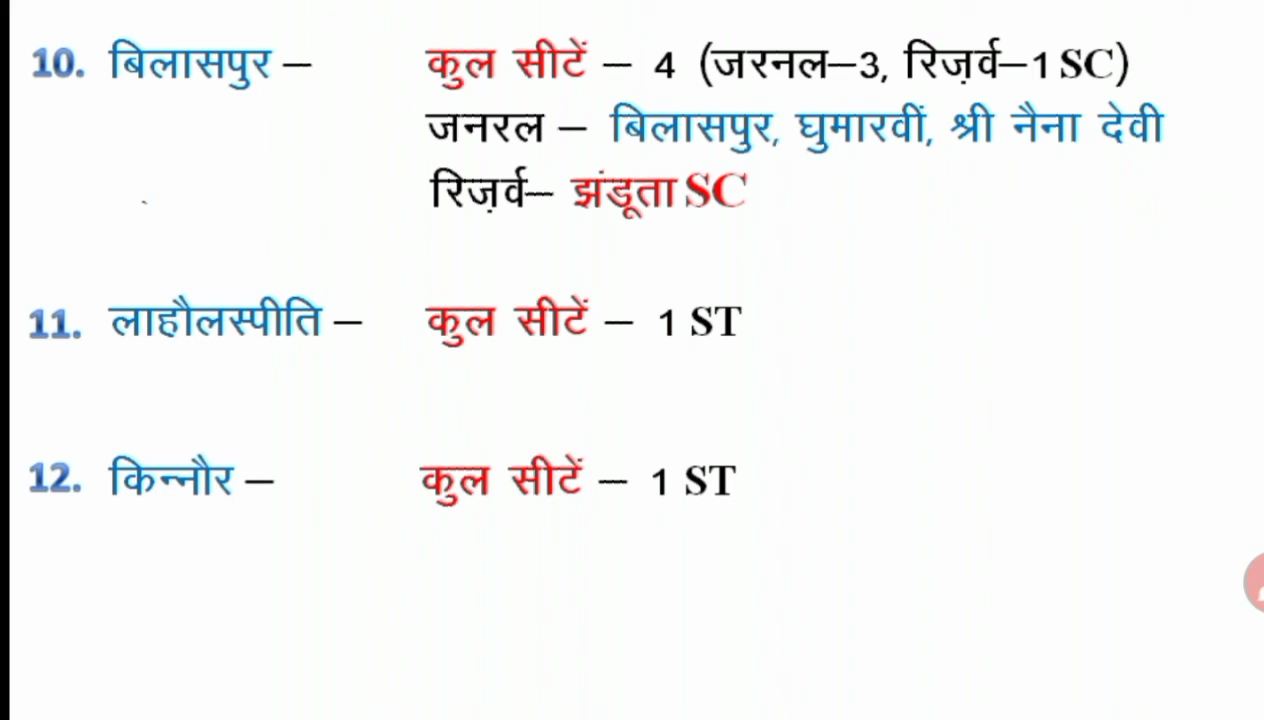 10. बिलासपुर – कुल सीटें – 4 (जरनल–3, रिज़र्व–1 SC)
जनरल – बिलासपुर, घुमारवीं, श्री नैना देवी
रिज़र्व– झंडूता SC
11. लाहौलस्पीति – कुल सीटें – 1 ST
12. किन्नौर – कुल सीटें – 1 ST